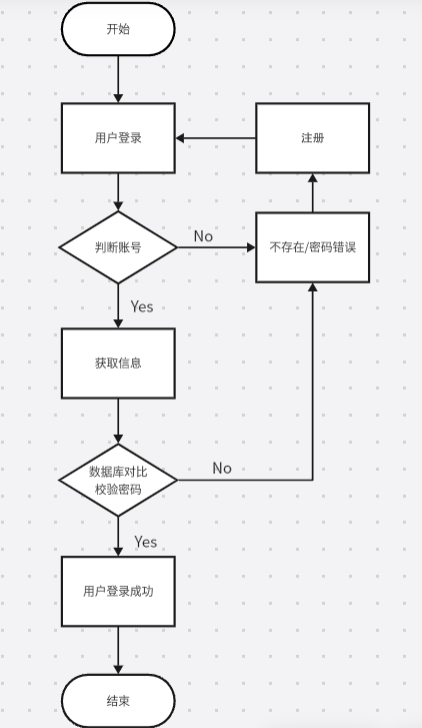 开始
用户登录
注册
判断账号
No
不存在/密码错误
Yes
获取信息
数据库对比
校验密码
No
Yes
用户登录成功
结束